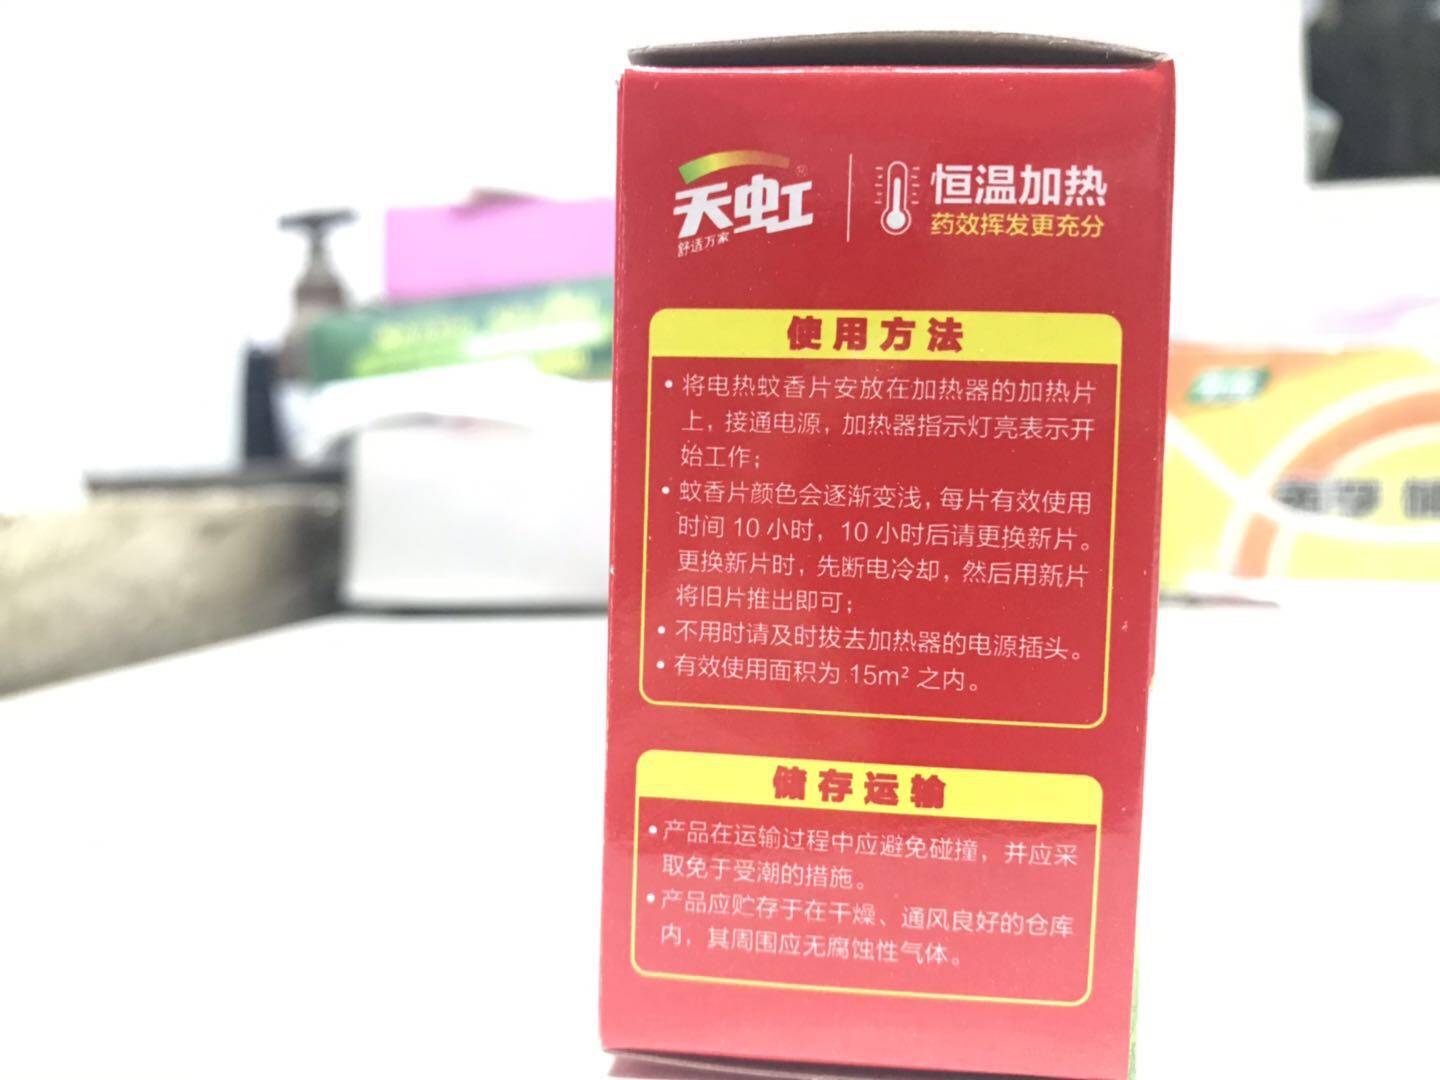 天虹®
舒适万家
恒温加热
药效挥发更充分
使用方法
• 将电热蚊香片安放在加热器的加热片
上，接通电源，加热器指示灯亮表示开
始工作；
• 蚊香片颜色会逐渐变浅，每片有效使用
时间 10 小时，10 小时后请更换新片。
更换新片时，先断电冷却，然后用新片
将旧片推出即可；
• 不用时请及时拔去加热器的电源插头。
• 有效使用面积为 15m² 之内。
储存运输
• 产品在运输过程中应避免碰撞，并应采
取免于受潮的措施。
• 产品应贮存于在干燥、通风良好的仓库
内，其周围应无腐蚀性气体。